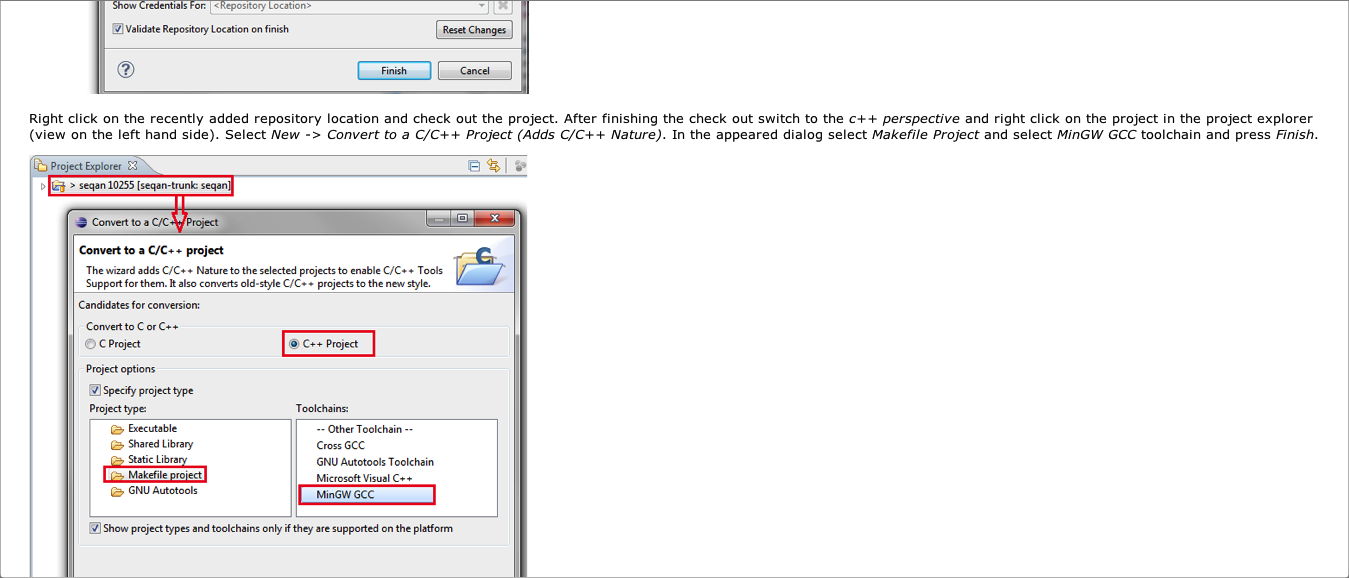 Show Credentials For: <Repository Location>
Validate Repository Location on finish
Reset Changes
?
Finish
Cancel
Right click on the recently added repository location and check out the project. After finishing the check out switch to the c++ perspective and right click on the project in the project explorer
(view on the left hand side). Select New -> Convert to a C/C++ Project (Adds C/C++ Nature). In the appeared dialog select Makefile Project and select MinGW GCC toolchain and press Finish.
Project Explorer
> seqan 10255 [seqan-trunk: seqan]
Convert to a C/C++ Project
Convert to a C/C++ project
The wizard adds C/C++ Nature to the selected projects to enable C/C++ Tools
Support for them. It also converts old-style C/C++ projects to the new style.
C
Candidates for conversion:
Convert to C or C++
C Project
C++ Project
Project options
Specify project type
Project type:
Toolchains:
Executable
Shared Library
Static Library
Makefile project
GNU Autotools
-- Other Toolchain --
Cross GCC
GNU Autotools Toolchain
Microsoft Visual C++
MinGW GCC
Show project types and toolchains only if they are supported on the platform